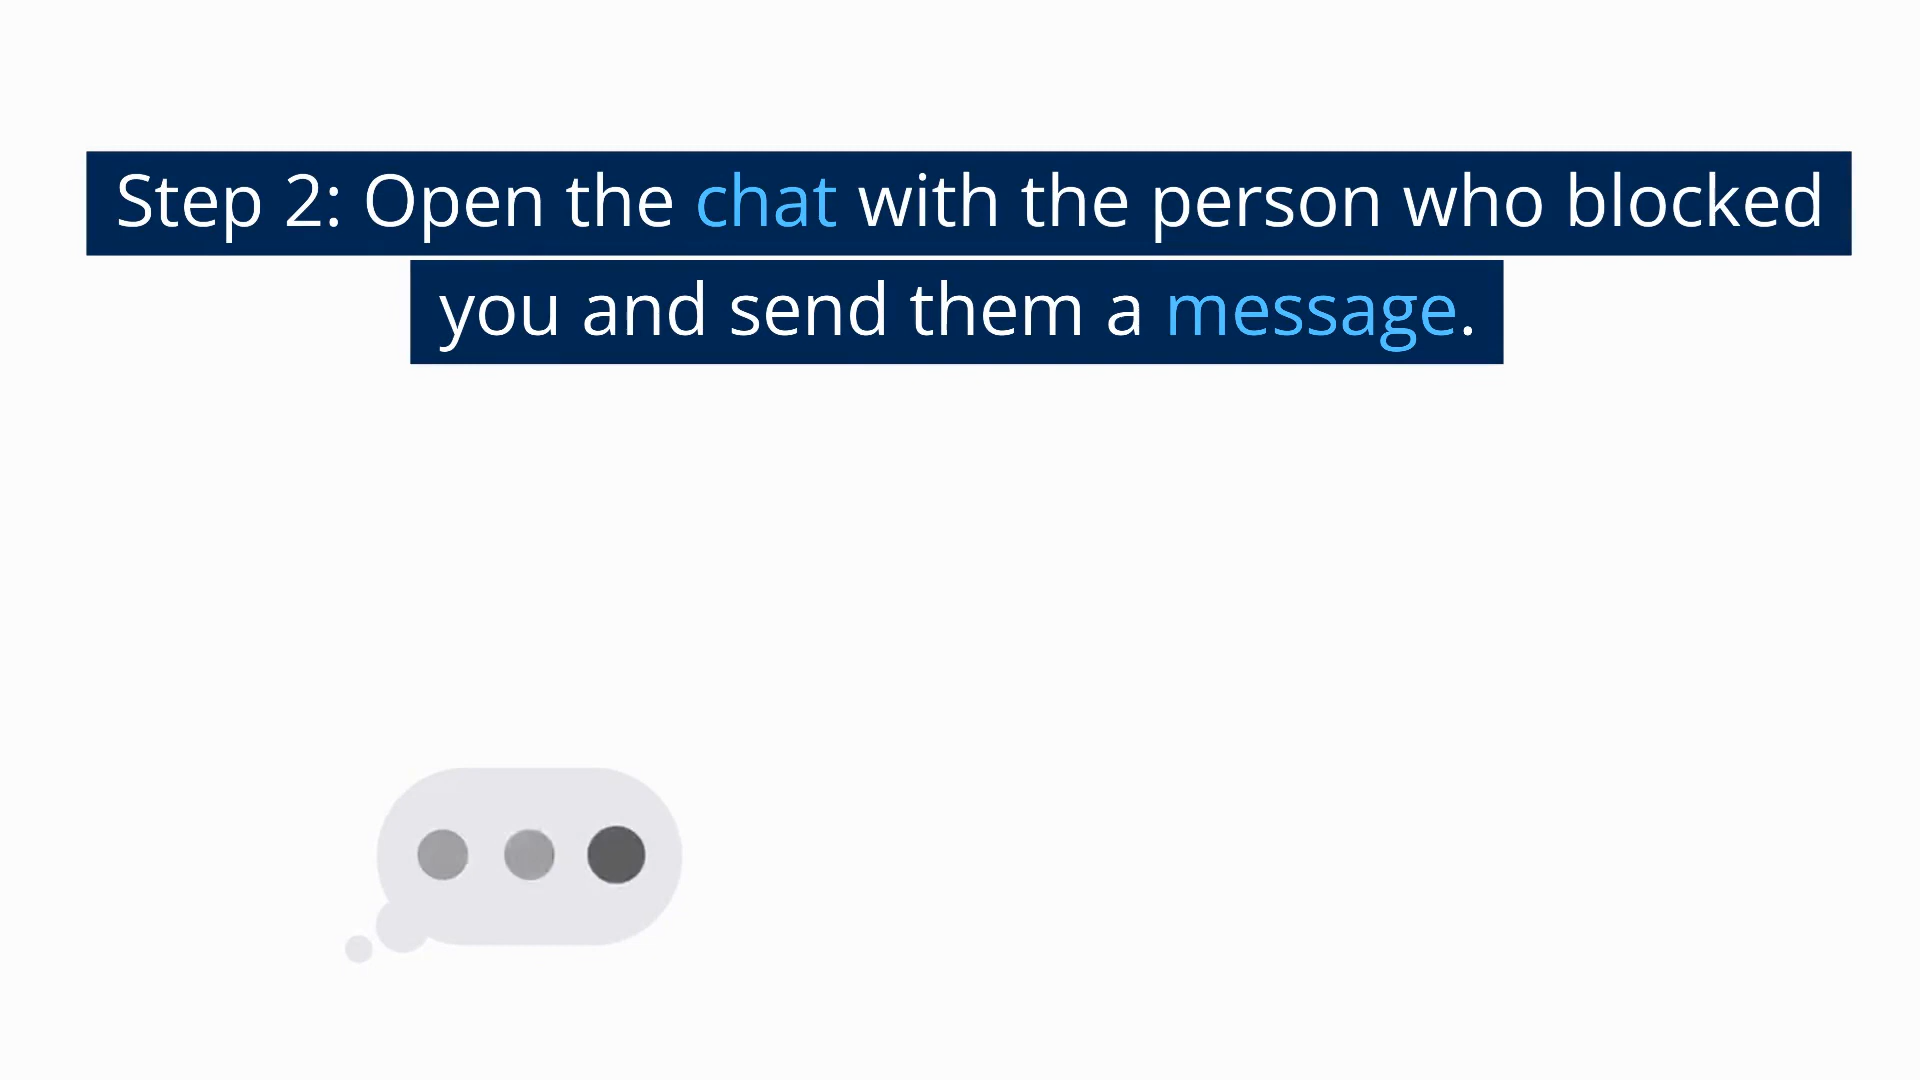 Step 2: Open the chat with the person who blocked
you and send them a message.